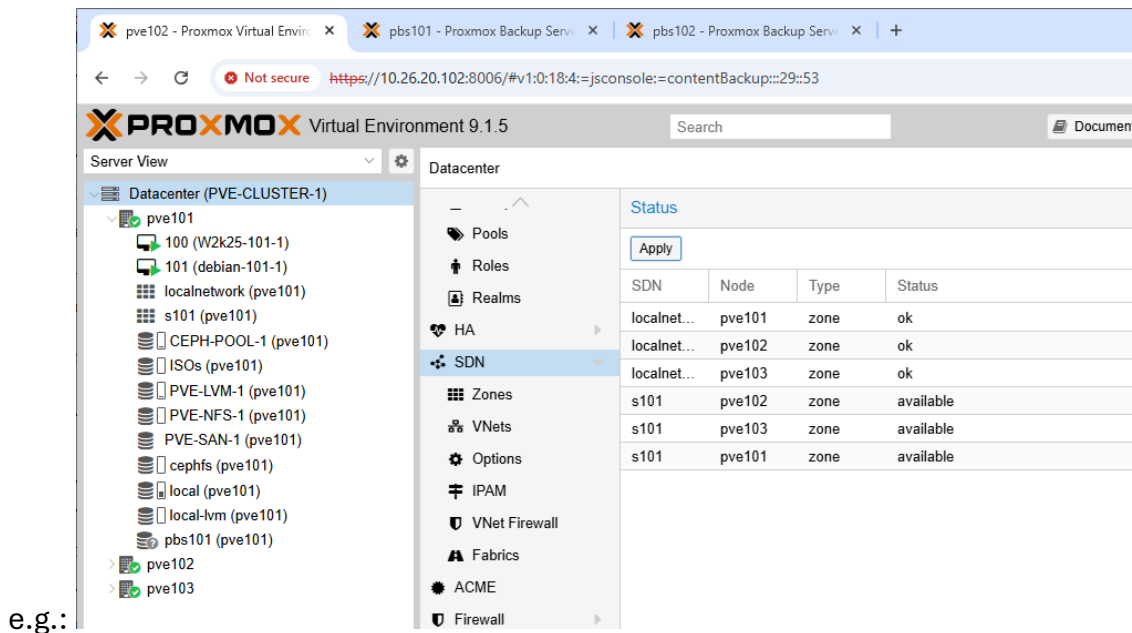 pve102 - Proxmox Virtual Enviro
pbs101 - Proxmox Backup Serve
pbs102 - Proxmox Backup Serve
Not secure https://10.26.20.102:8006/#v1:0:18:4:=jsconsole:=contentBackup:::29::53
PROXMOX Virtual Environment 9.1.5
Search
Document
Server View
Datacenter
Datacenter (PVE-CLUSTER-1)
pve101
100 (W2k25-101-1)
101 (debian-101-1)
localnetwork (pve101)
s101 (pve101)
CEPH-POOL-1 (pve101)
ISOs (pve101)
PVE-LVM-1 (pve101)
PVE-NFS-1 (pve101)
PVE-SAN-1 (pve101)
cephfs (pve101)
local (pve101)
local-lvm (pve101)
pbs101 (pve101)
pve102
pve103
Pools
Roles
Realms
HA
SDN
Zones
VNets
Options
IPAM
VNet Firewall
Fabrics
ACME
Firewall
Status
Apply
SDN Node Type Status
localnet... pve101 zone ok
localnet... pve102 zone ok
localnet... pve103 zone ok
s101 pve102 zone available
s101 pve103 zone available
s101 pve101 zone available
e.g.: